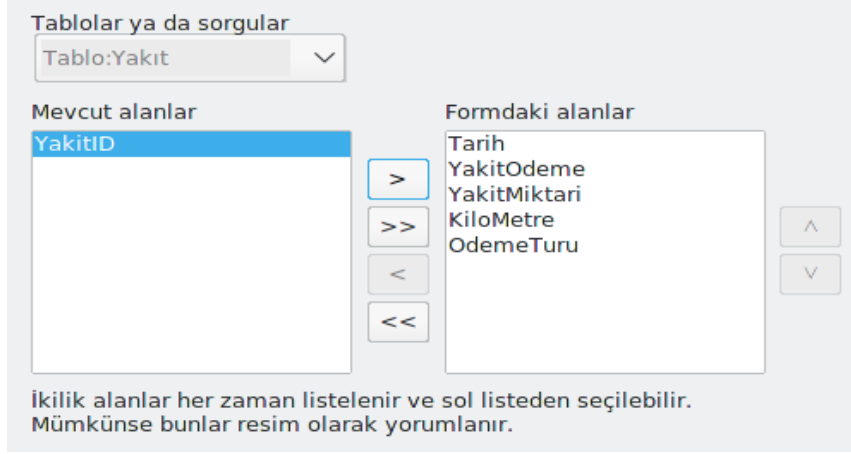 Tablolar ya da sorgular
Tablo:Yakıt
Mevcut alanlar
Formdaki alanlar
YakitID
Tarih
YakitOdeme
YakitMiktari
KiloMetre
OdemeTuru
>
>>
<
<<
İkilik alanlar her zaman listelenir ve sol listeden seçilebilir.
Mümkünse bunlar resim olarak yorumlanır.